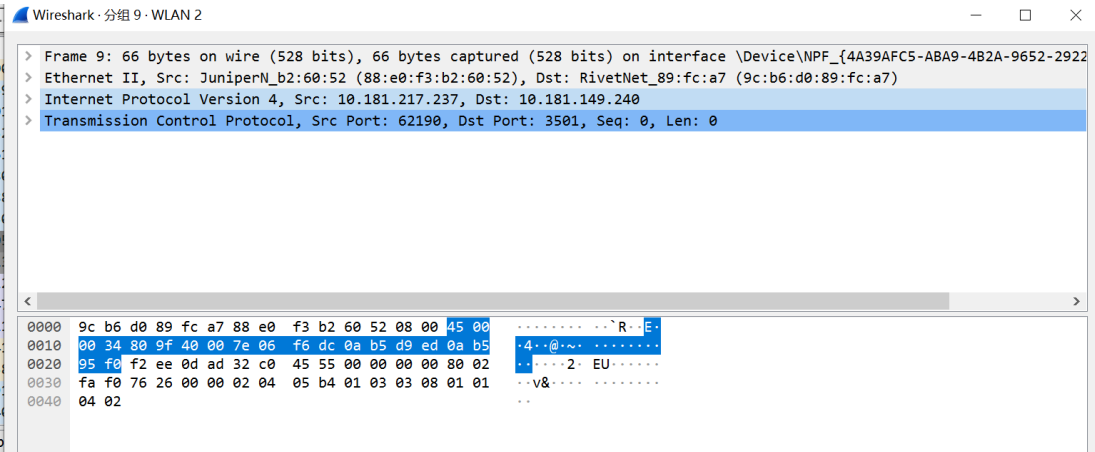 Wireshark · 分组 9 · WLAN 2
Frame 9: 66 bytes on wire (528 bits), 66 bytes captured (528 bits) on interface \Device\NPF_{4A39AFC5-ABA9-4B2A-9652-2922
Ethernet II, Src: JuniperN_b2:60:52 (88:e0:f3:b2:60:52), Dst: RivetNet_89:fc:a7 (9c:b6:d0:89:fc:a7)
Internet Protocol Version 4, Src: 10.181.217.237, Dst: 10.181.149.240
Transmission Control Protocol, Src Port: 62190, Dst Port: 3501, Seq: 0, Len: 0
0000 9c b6 d0 89 fc a7 88 e0 f3 b2 60 52 08 00 45 00 ········ ··`R··E·
0010 00 34 80 9f 40 00 7e 06 f6 dc 0a b5 d9 ed 0a b5 ·4··@·~· ········
0020 95 f0 f2 ee 0d ad 32 c0 45 55 00 00 00 00 80 02 ······2· EU······
0030 fa f0 76 26 00 00 02 04 05 b4 01 03 03 08 01 01 ··v&···· ········
0040 04 02 ··